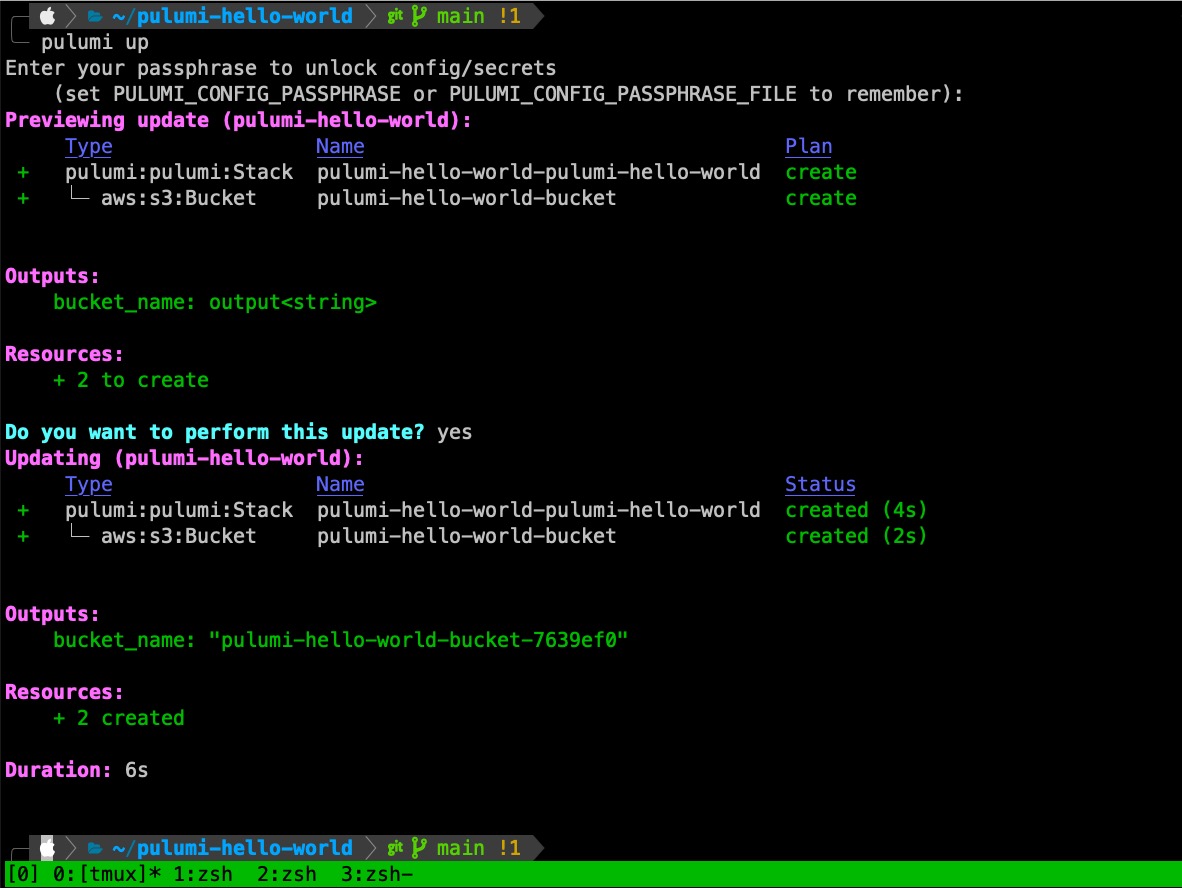 ~/pulumi-hello-world git main !1
pulumi up
Enter your passphrase to unlock config/secrets
    (set PULUMI_CONFIG_PASSPHRASE or PULUMI_CONFIG_PASSPHRASE_FILE to remember):
Previewing update (pulumi-hello-world):
     Type                 Name                                   Plan
 +   pulumi:pulumi:Stack  pulumi-hello-world-pulumi-hello-world  create
 +   └─ aws:s3:Bucket     pulumi-hello-world-bucket              create
Outputs:
    bucket_name: output<string>
Resources:
    + 2 to create
Do you want to perform this update? yes
Updating (pulumi-hello-world):
     Type                 Name                                   Status
 +   pulumi:pulumi:Stack  pulumi-hello-world-pulumi-hello-world  created (4s)
 +   └─ aws:s3:Bucket     pulumi-hello-world-bucket              created (2s)
Outputs:
    bucket_name: "pulumi-hello-world-bucket-7639ef0"
Resources:
    + 2 created
Duration: 6s
~/pulumi-hello-world git main !1
[0] 0:[tmux]* 1:zsh  2:zsh  3:zsh-